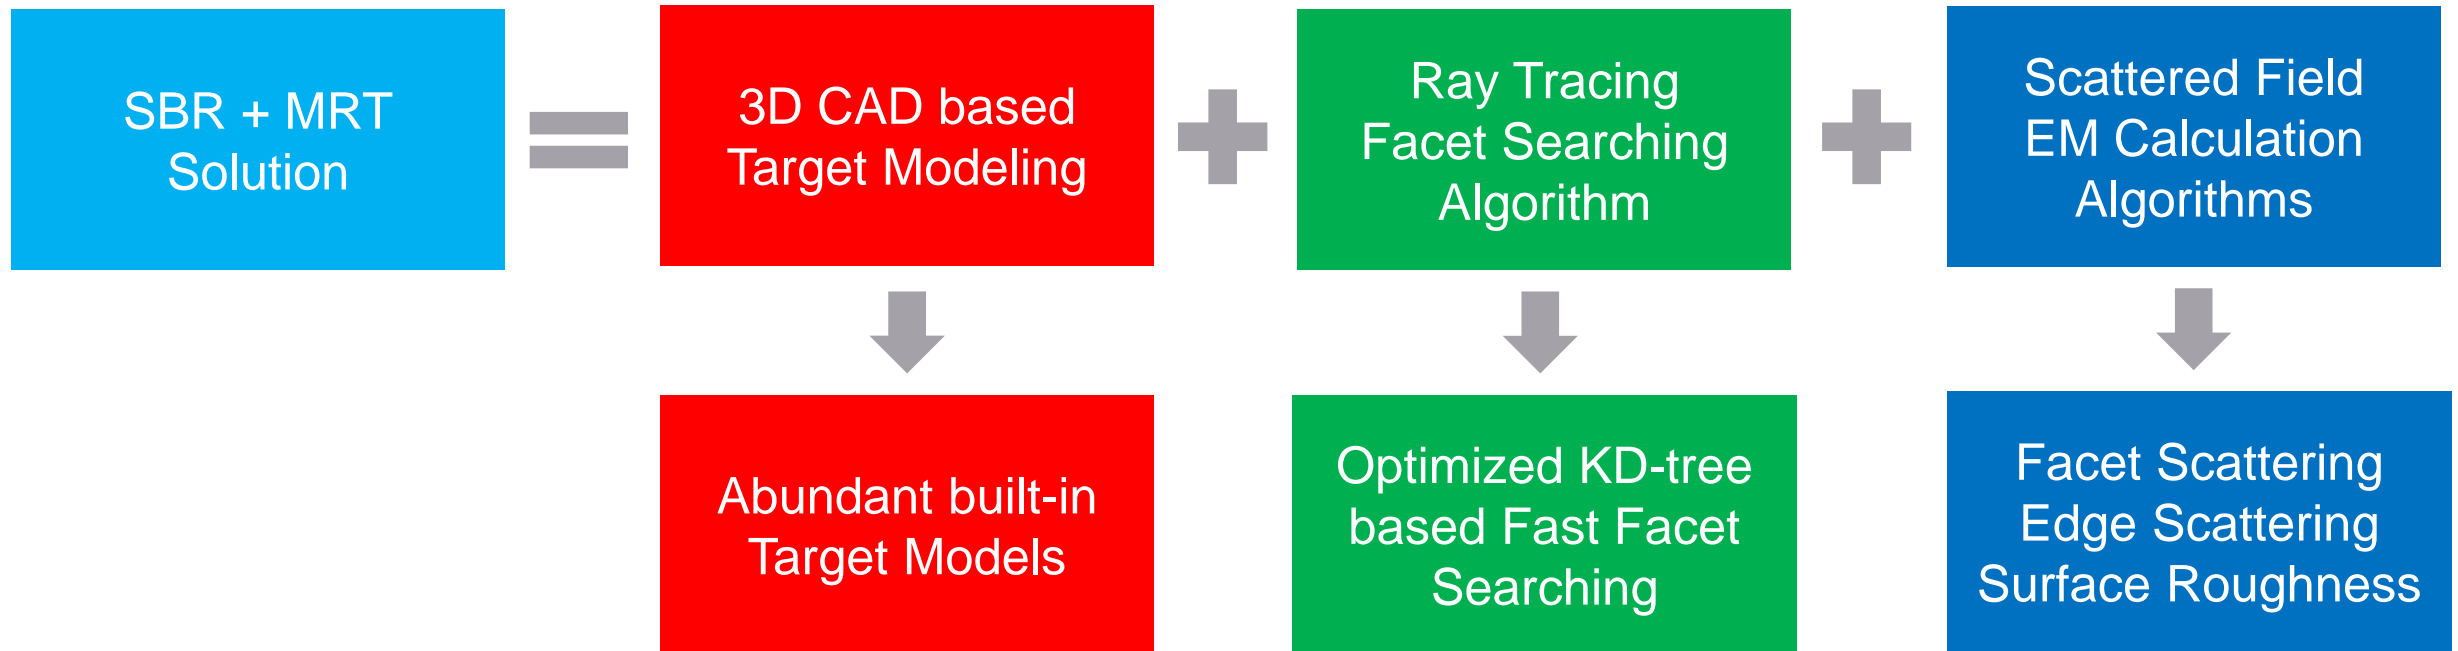 SBR + MRT
Solution
3D CAD based
Target Modeling
Ray Tracing
Facet Searching
Algorithm
Scattered Field
EM Calculation
Algorithms
Abundant built-in
Target Models
Optimized KD-tree
based Fast Facet
Searching
Facet Scattering
Edge Scattering
Surface Roughness